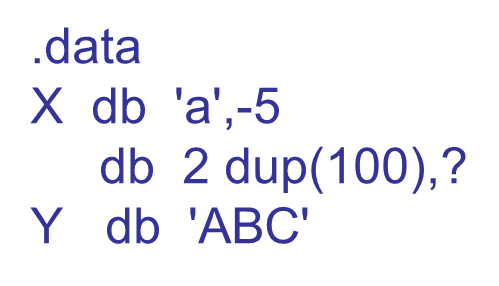 .data
X db 'a',-5
db 2 dup(100),?
Y db 'ABC'